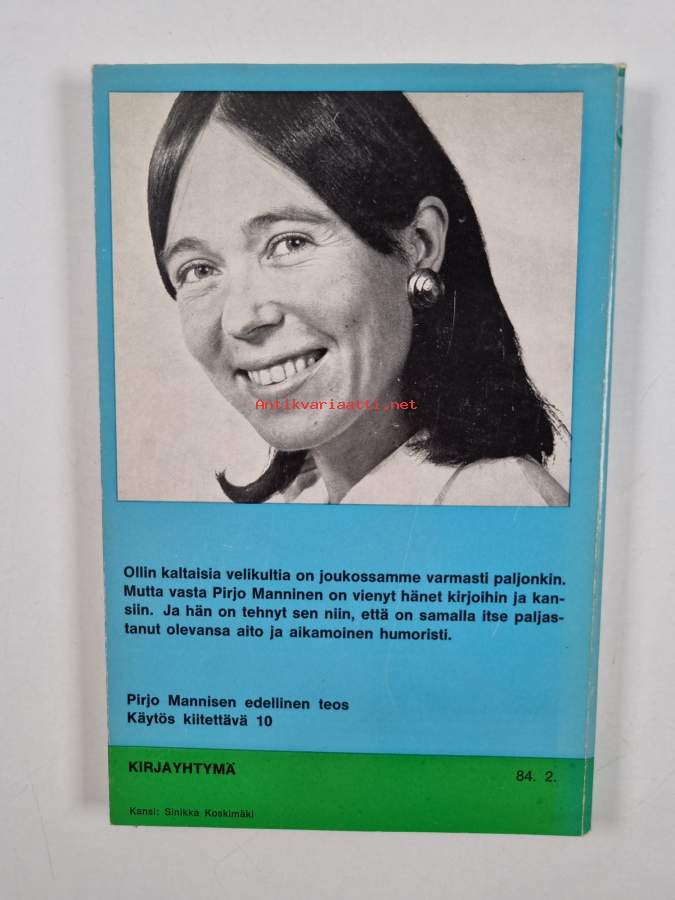 Antikvariaatti.net
Ollin kaltaisia velikultia on joukossamme varmasti paljonkin.
Mutta vasta Pirjo Manninen on vienyt hänet kirjoihin ja kan-
siin. Ja hän on tehnyt sen niin, että on samalla itse paljas-
tanut olevansa aito ja aikamoinen humoristi.
Pirjo Mannisen edellinen teos
Käytös kiitettävä 10
KIRJAYHTYMÄ
84. 2.
Kansi: Sinikka Koskimäki